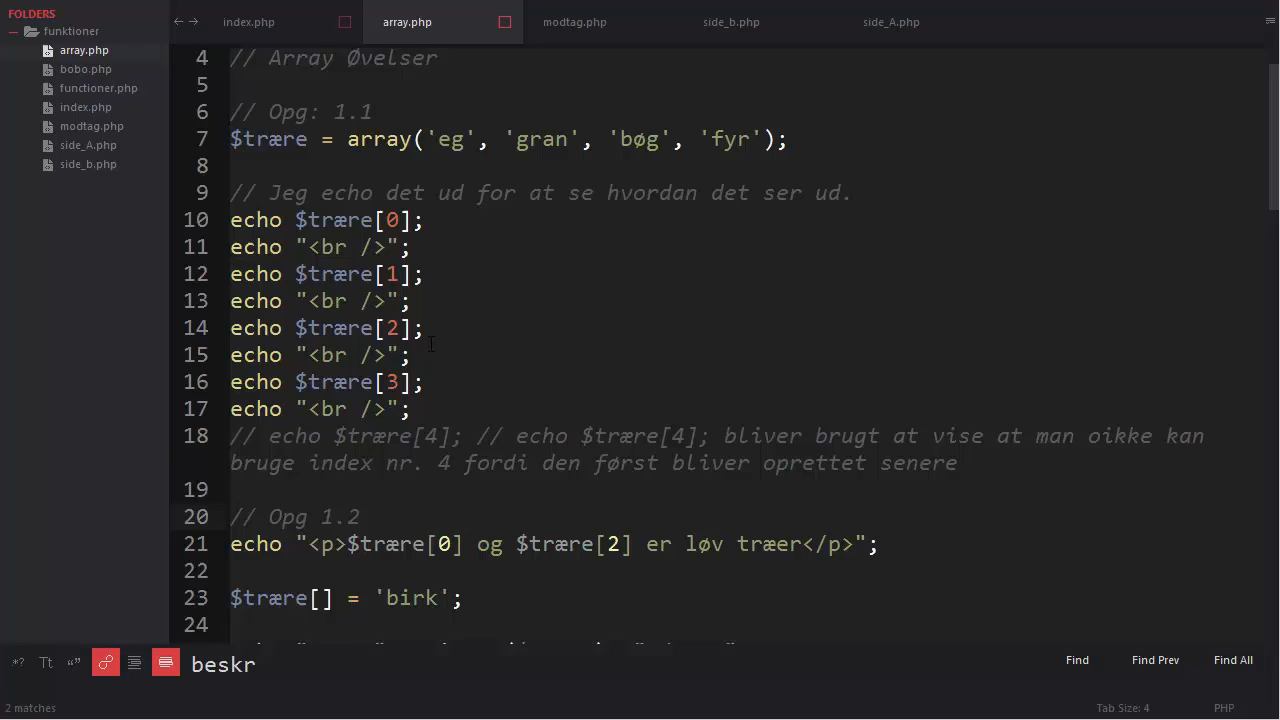 FOLDERS
funktioner
array.php
bobo.php
functioner.php
index.php
modtag.php
side_A.php
side_b.php
index.php array.php modtag.php side_b.php side_A.php
4 // Array Øvelser
5
6 // Opg: 1.1
7 $trære = array('eg', 'gran', 'bøg', 'fyr');
8
9 // Jeg echo det ud for at se hvordan det ser ud.
10 echo $trære[0];
11 echo "<br />";
12 echo $trære[1];
13 echo "<br />";
14 echo $trære[2];
15 echo "<br />";
16 echo $trære[3];
17 echo "<br />";
18 // echo $trære[4]; // echo $trære[4]; bliver brugt at vise at man oikke kan
bruge index nr. 4 fordi den først bliver oprettet senere
19
20 // Opg 1.2
21 echo "<p>$trære[0] og $trære[2] er løv træer</p>";
22
23 $trære[] = 'birk';
24
.* Tt “” beskr Find Find Prev Find All
2 matches Tab Size: 4 PHP